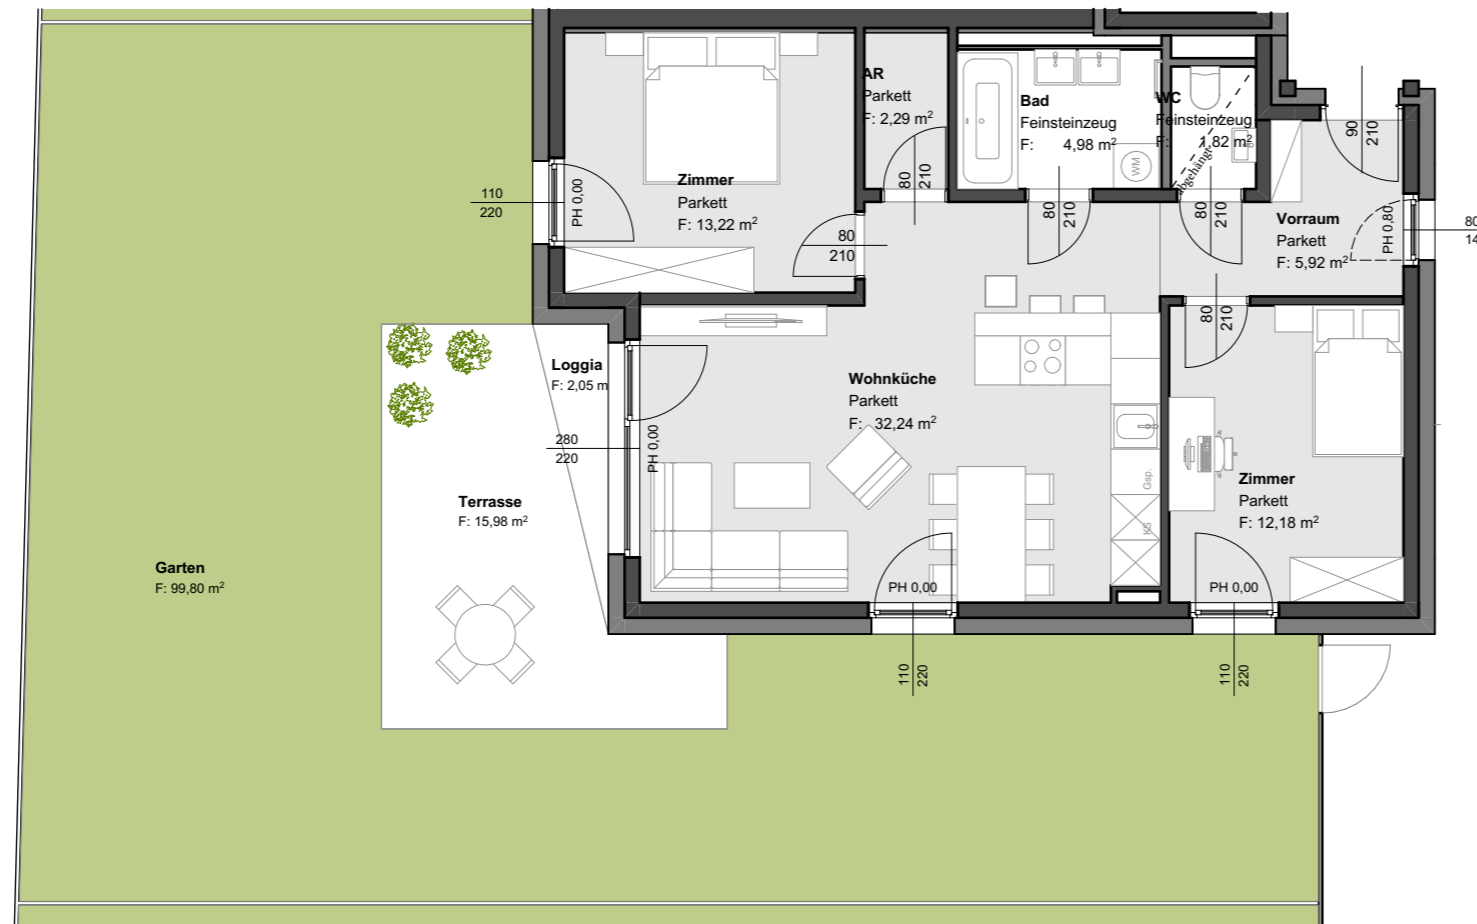 AR
Parkett
F: 2,29 m²
Bad
Feinsteinzeug
F: 4,98 m²
WM
WC
Feinsteinzeug
F: 1,82 m²
abgehängt
90
210
Zimmer
Parkett
F: 13,22 m²
110
220
PH 0,00
80
210
80
210
80
210
80
210
Vorraum
Parkett
F: 5,92 m²
PH 0,80
80
14
80
210
Loggia
F: 2,05 m
Wohnküche
Parkett
F: 32,24 m²
280
220
PH 0,00
Gsp.
KS
Zimmer
Parkett
F: 12,18 m²
Terrasse
F: 15,98 m²
Garten
F: 99,80 m²
PH 0,00
PH 0,00
110
220
110
220